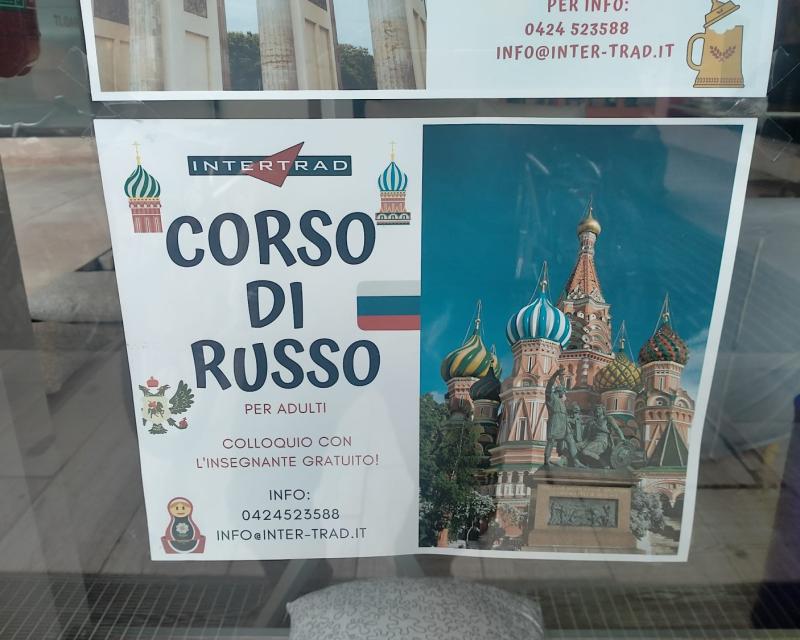 PER INFO:
0424 523588
INFO@INTER-TRAD.IT
INTERTRAD
CORSO
DI
RUSSO
PER ADULTI
COLLOQUIO CON
L'INSEGNANTE GRATUITO!
INFO:
0424523588
INFO@INTER-TRAD.IT